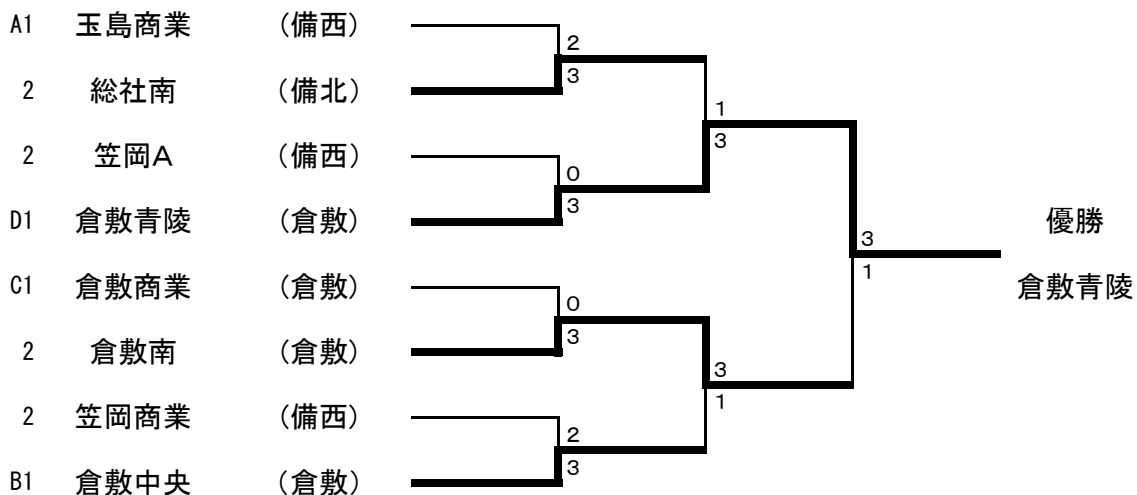 A1 玉島商業 (備西)
2
3
2 総社南 (備北)
1
3
2 笠岡A (備西)
0
3
D1 倉敷青陵 (倉敷)
3
1
優勝
倉敷青陵
C1 倉敷商業 (倉敷)
0
3
2 倉敷南 (倉敷)
3
1
2 笠岡商業 (備西)
2
3
B1 倉敷中央 (倉敷)